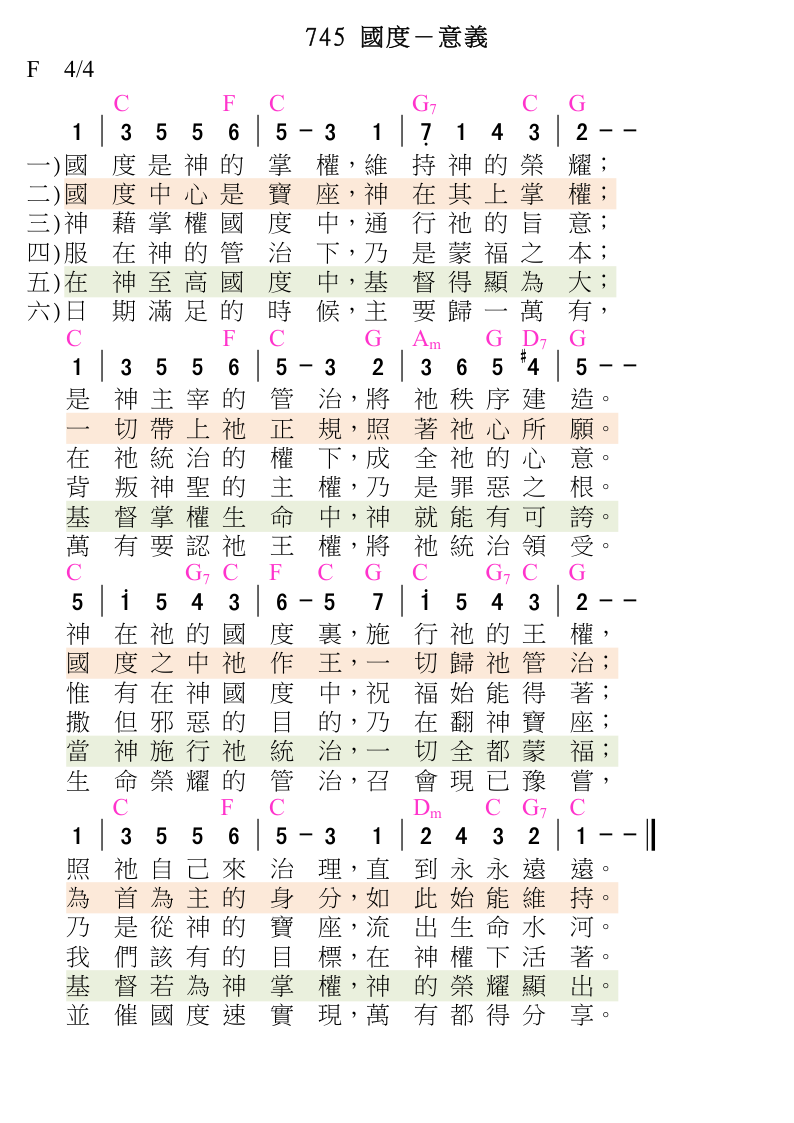 745 國度－意義
F 4/4
C F C G7 C G
1 | 3 5 5 6 | 5 － 3 1 | 7̣ 1 4 3 | 2 － －
一)國 度是神的 掌 權，維 持神的榮 耀；
二)國 度中心是 寶 座，神 在其上掌 權；
三)神 藉掌權國 度 中，通 行祂的旨 意；
四)服 在神的管 治 下，乃 是蒙福之 本；
五)在 神至高國 度 中，基 督得顯為 大；
六)日 期滿足的 時 候，主 要歸一萬 有，
C F C G Am G D7 G
1 | 3 5 5 6 | 5 － 3 2 | 3 6 5 ♯4 | 5 － －
是 神主宰的 管 治，將 祂秩序建 造。
一 切帶上祂 正 規，照 著祂心所 願。
在 祂統治的 權 下，成 全祂的心 意。
背 叛神聖的 主 權，乃 是罪惡之 根。
基 督掌權生 命 中，神 就能有可 誇。
萬 有要認祂 王 權，將 祂統治領 受。
C G7 C F C G C G7 C G
5 | 1̇ 5 4 3 | 6 － 5 7 | 1̇ 5 4 3 | 2 － －
神 在祂的國 度 裏，施 行祂的王 權，
國 度之中祂 作 王，一 切歸祂管 治；
惟 有在神國 度 中，祝 福始能得 著；
撒 但邪惡的 目 的，乃 在翻神寶 座；
當 神施行祂 統 治，一 切全都蒙 福；
生 命榮耀的 管 治，召 會現已豫 嘗，
C F C Dm C G7 C
1 | 3 5 5 6 | 5 － 3 1 | 2 4 3 2 | 1 － － ‖
照 祂自己來 治 理，直 到永永遠 遠。
為 首為主的 身 分，如 此始能維 持。
乃 是從神的 寶 座，流 出生命水 河。
我 們該有的 目 標，在 神權下活 著。
基 督若為神 掌 權，神 的榮耀顯 出。
並 催國度速 實 現，萬 有都得分 享。